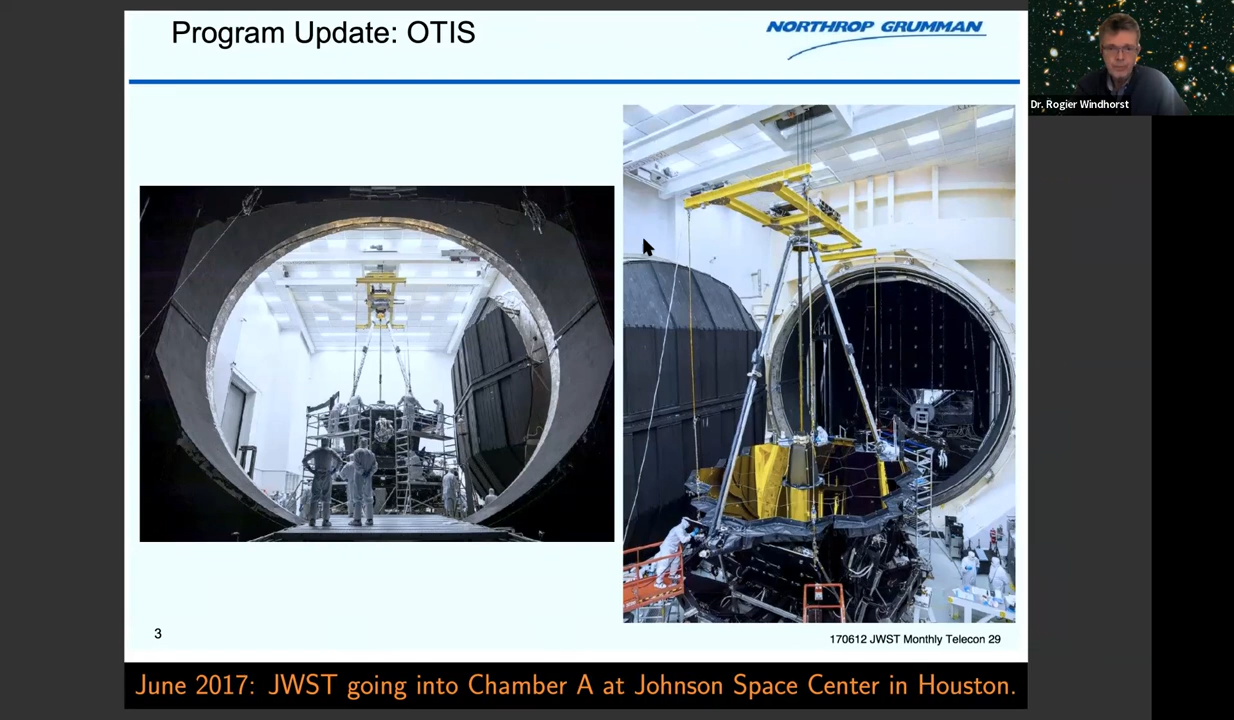 Program Update: OTIS
NORTHROP GRUMMAN
Dr. Rogier Windhorst
3
170612 JWST Monthly Telecon 29
June 2017: JWST going into Chamber A at Johnson Space Center in Houston.